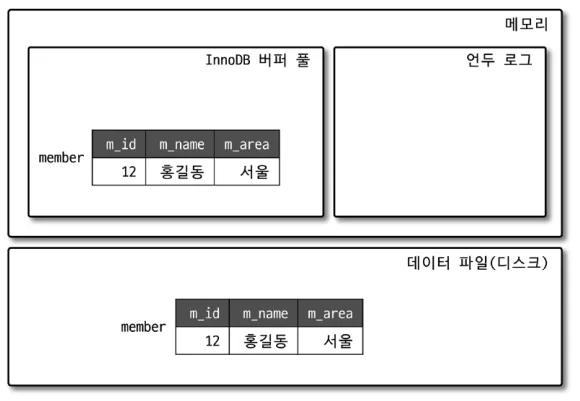 메모리
InnoDB 버퍼 풀
언두 로그
member
m_id m_name m_area
12 홍길동 서울
데이터 파일(디스크)
member
m_id m_name m_area
12 홍길동 서울